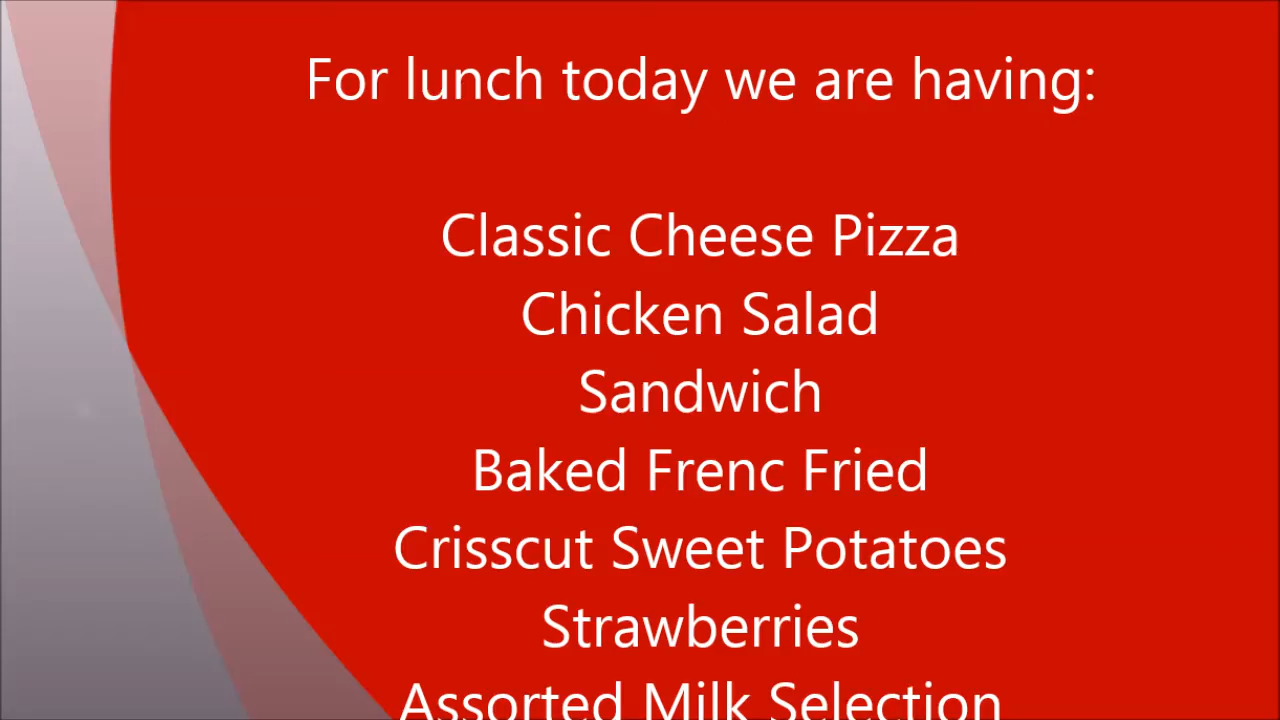 For lunch today we are having:
Classic Cheese Pizza
Chicken Salad
Sandwich
Baked Frenc Fried
Crisscut Sweet Potatoes
Strawberries
Assorted Milk Selection